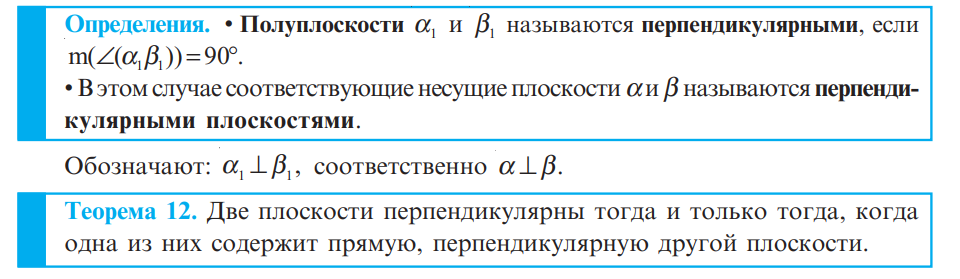 Определения. • Полуплоскости α₁ и β₁ называются перпендикулярными, если
m(∠(α₁β₁))=90°.
• В этом случае соответствующие несущие плоскости α и β называются перпенди-
кулярными плоскостями.
Обозначают: α₁⊥β₁, соответственно α⊥β.
Теорема 12. Две плоскости перпендикулярны тогда и только тогда, когда
одна из них содержит прямую, перпендикулярную другой плоскости.